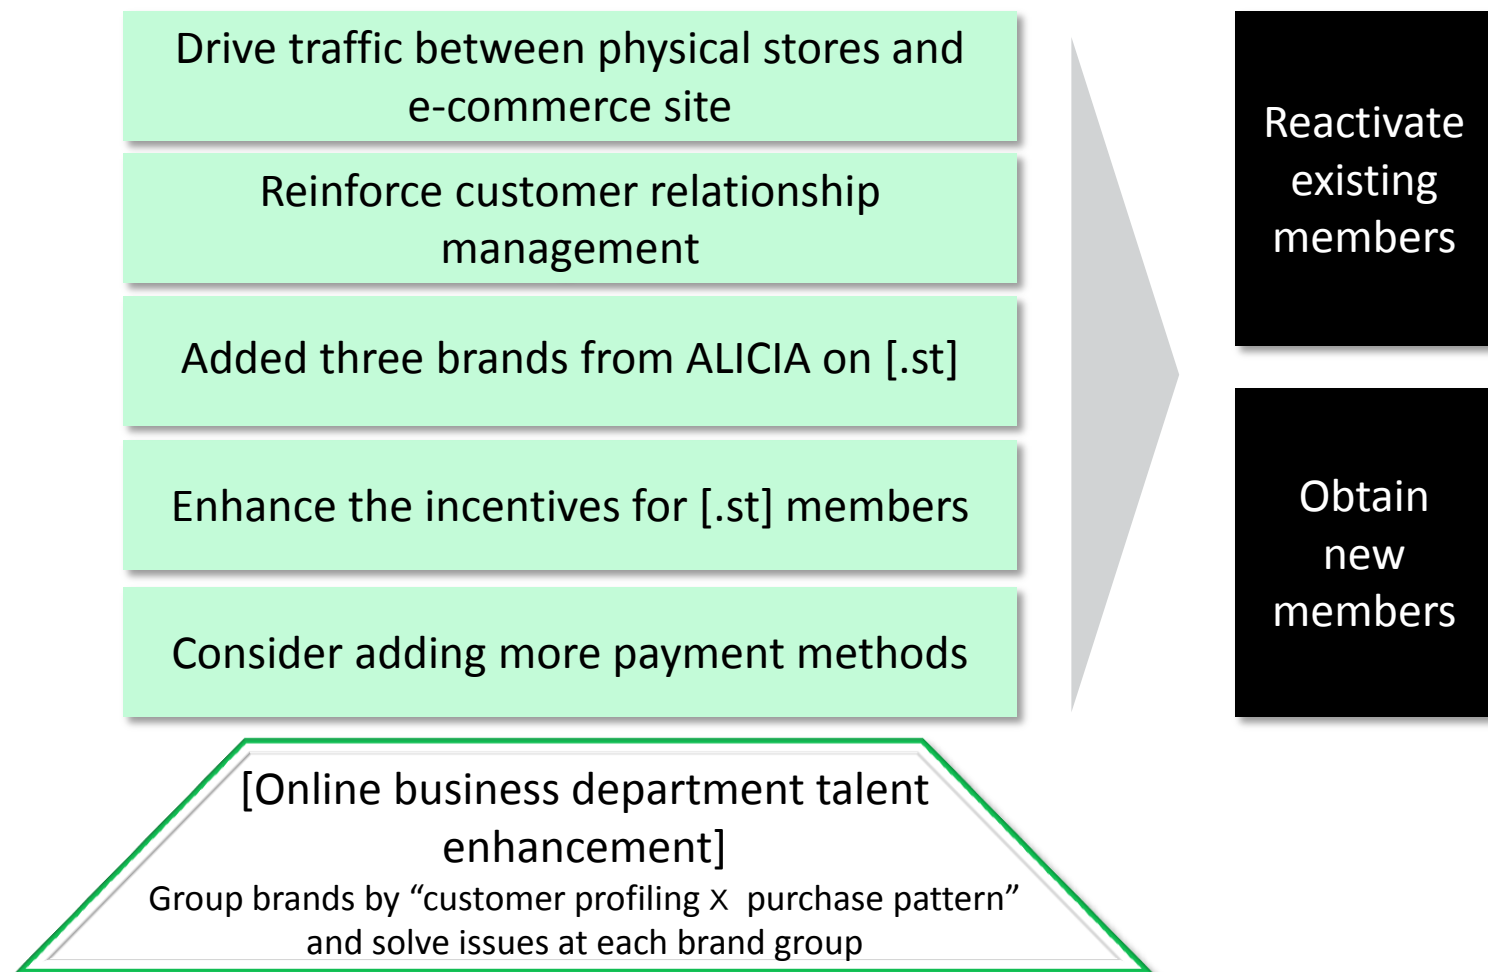 Drive traffic between physical stores and
e-commerce site
Reinforce customer relationship
management
Added three brands from ALICIA on [.st]
Enhance the incentives for [.st] members
Consider adding more payment methods
[Online business department talent
enhancement]
Group brands by “customer profiling × purchase pattern”
and solve issues at each brand group
Reactivate
existing
members
Obtain
new
members